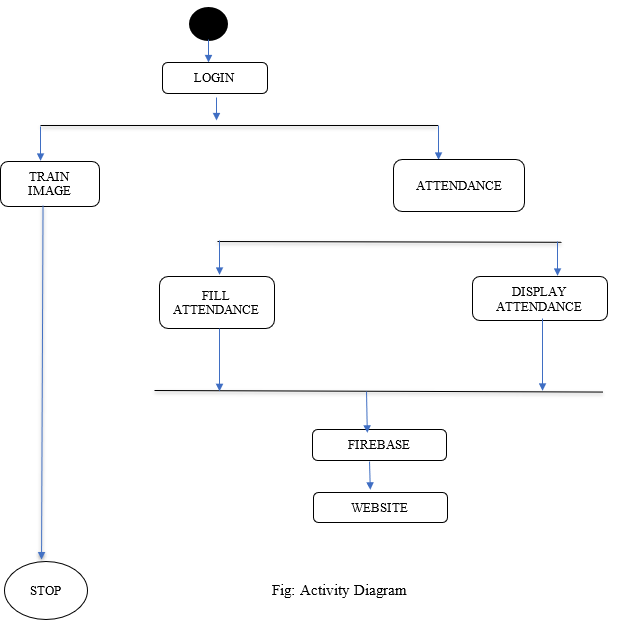 LOGIN
TRAIN
IMAGE
ATTENDANCE
FILL
ATTENDANCE
DISPLAY
ATTENDANCE
FIREBASE
WEBSITE
STOP
Fig: Activity Diagram